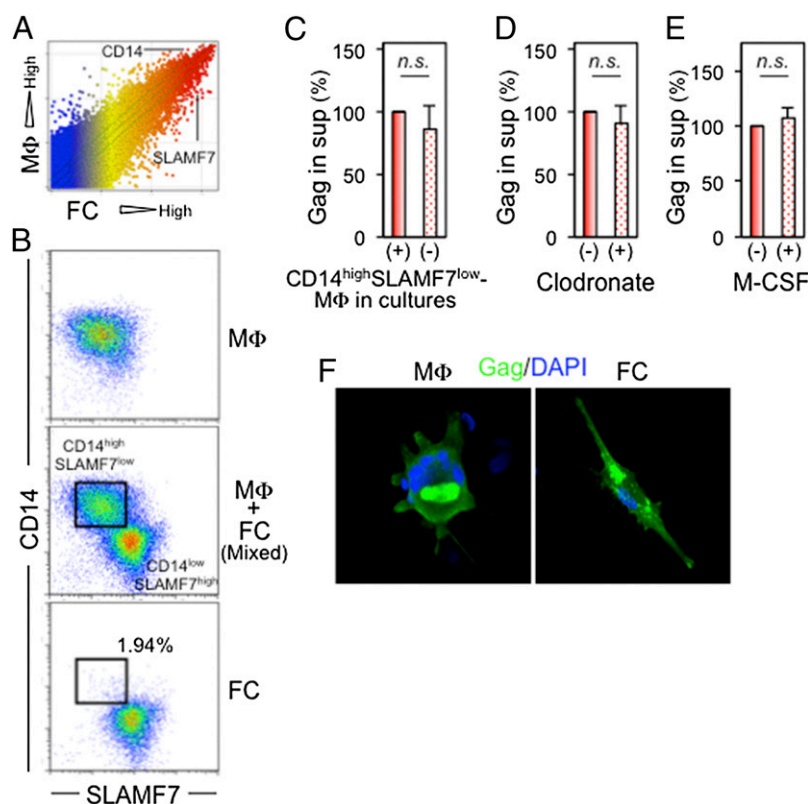 A
CD14
SLAMF7
MΦ
High
FC
High
B
MΦ
CD14high
SLAMF7low
CD14low
SLAMF7high
MΦ
+
FC
(Mixed)
1.94%
FC
CD14
SLAMF7
C
150
100
50
0
Gag in sup (%)
n.s.
(+) (-)
CD14highSLAMF7low-
MΦ in cultures
D
150
100
50
0
Gag in sup (%)
n.s.
(-) (+)
Clodronate
E
150
100
50
0
Gag in sup (%)
n.s.
(-) (+)
M-CSF
F
MΦ Gag/DAPI FC